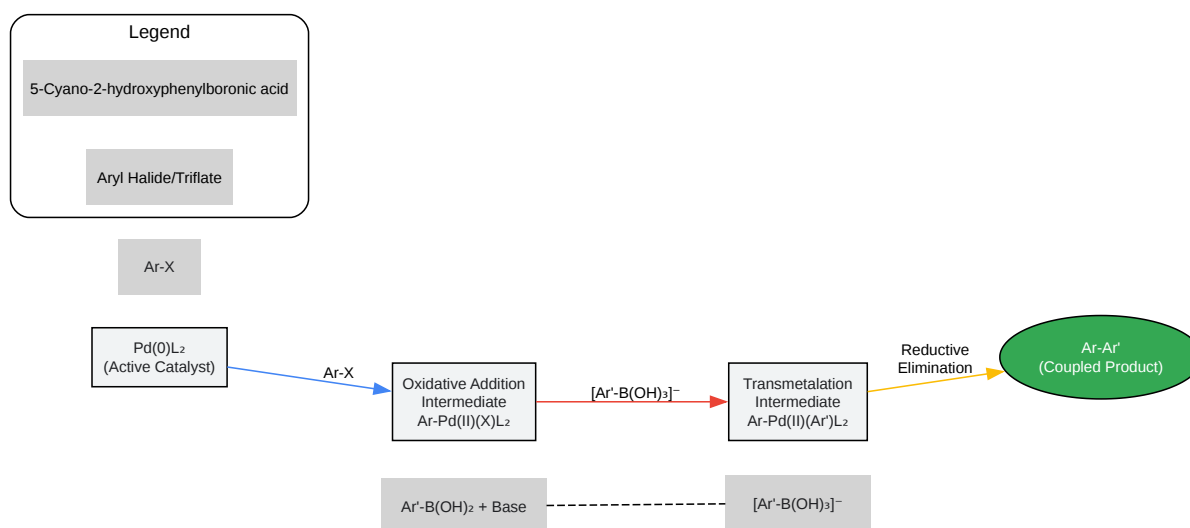 Legend
5-Cyano-2-hydroxyphenylboronic acid
Aryl Halide/Triflate
Ar-X
Pd(0)L₂
(Active Catalyst)
Ar-X
Oxidative Addition
Intermediate
Ar-Pd(II)(X)L₂
[Ar'-B(OH)₃]⁻
Transmetalation
Intermediate
Ar-Pd(II)(Ar')L₂
Reductive
Elimination
Ar-Ar'
(Coupled Product)
Ar'-B(OH)₂ + Base
[Ar'-B(OH)₃]⁻